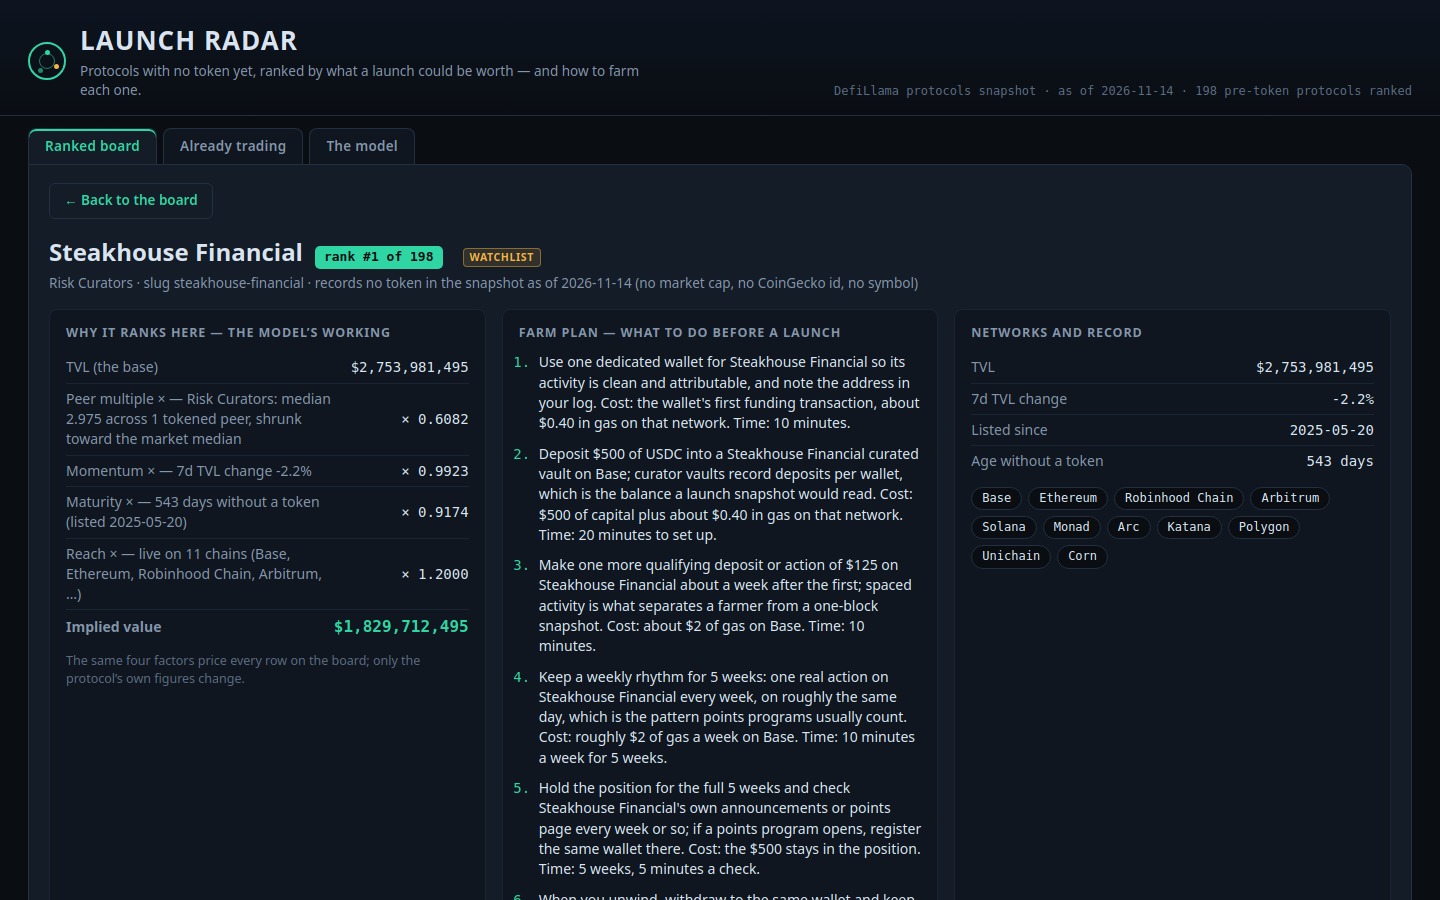 LAUNCH RADAR
Protocols with no token yet, ranked by what a launch could be worth — and how to farm
each one.
DefiLlama protocols snapshot · as of 2026-11-14 · 198 pre-token protocols ranked
Ranked board
Already trading
The model
← Back to the board
Steakhouse Financial
rank #1 of 198
WATCHLIST
Risk Curators · slug steakhouse-financial · records no token in the snapshot as of 2026-11-14 (no market cap, no CoinGecko id, no symbol)
WHY IT RANKS HERE — THE MODEL’S WORKING
TVL (the base) $2,753,981,495
Peer multiple × — Risk Curators: median
2.975 across 1 tokened peer, shrunk × 0.6082
toward the market median
Momentum × — 7d TVL change -2.2% × 0.9923
Maturity × — 543 days without a token
(listed 2025-05-20) × 0.9174
Reach × — live on 11 chains (Base,
Ethereum, Robinhood Chain, Arbitrum, × 1.2000
…)
Implied value $1,829,712,495
The same four factors price every row on the board; only the
protocol’s own figures change.
FARM PLAN — WHAT TO DO BEFORE A LAUNCH
1. Use one dedicated wallet for Steakhouse Financial so its
activity is clean and attributable, and note the address in
your log. Cost: the wallet's first funding transaction, about
$0.40 in gas on that network. Time: 10 minutes.
2. Deposit $500 of USDC into a Steakhouse Financial curated
vault on Base; curator vaults record deposits per wallet,
which is the balance a launch snapshot would read. Cost:
$500 of capital plus about $0.40 in gas on that network.
Time: 20 minutes to set up.
3. Make one more qualifying deposit or action of $125 on
Steakhouse Financial about a week after the first; spaced
activity is what separates a farmer from a one-block
snapshot. Cost: about $2 of gas on Base. Time: 10
minutes.
4. Keep a weekly rhythm for 5 weeks: one real action on
Steakhouse Financial every week, on roughly the same
day, which is the pattern points programs usually count.
Cost: roughly $2 of gas a week on Base. Time: 10 minutes
a week for 5 weeks.
5. Hold the position for the full 5 weeks and check
Steakhouse Financial's own announcements or points
page every week or so; if a points program opens, register
the same wallet there. Cost: the $500 stays in the position.
Time: 5 weeks, 5 minutes a check.
6. When you unwind, withdraw to the same wallet and keep
NETWORKS AND RECORD
TVL $2,753,981,495
7d TVL change -2.2%
Listed since 2025-05-20
Age without a token 543 days
Base Ethereum Robinhood Chain Arbitrum
Solana Monad Arc Katana Polygon
Unichain Corn